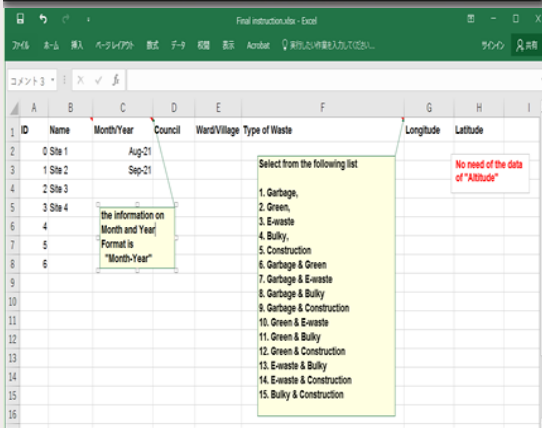 Final instruction.xlsx - Excel
ファイル ホーム 挿入 ページレイアウト 数式 データ 校閲 表示 Acrobat 実行したい作業を入力してください... サインイン 共有
コメント 3 fx
A B C D E F G H I
1 ID Name Month/Year Council Ward/Village Type of Waste Longitude Latitude
2 0 Site 1 Aug-21
3 1 Site 2 Sep-21
4 2 Site 3
5 3 Site 4
6 4
7 5
8 6
9
10
11
12
13
14
15
16
the information on
Month and Year
Format is
"Month-Year"
Select from the following list
1. Garbage,
2. Green,
3. E-waste
4. Bulky,
5. Construction
6. Garbage & Green
7. Garbage & E-waste
8. Garbage & Bulky
9. Garbage & Construction
10. Green & E-waste
11. Green & Bulky
12. Green & Construction
13. E-waste & Bulky
14. E-waste & Construction
15. Bulky & Construction
No need of the data
of "Altitude"